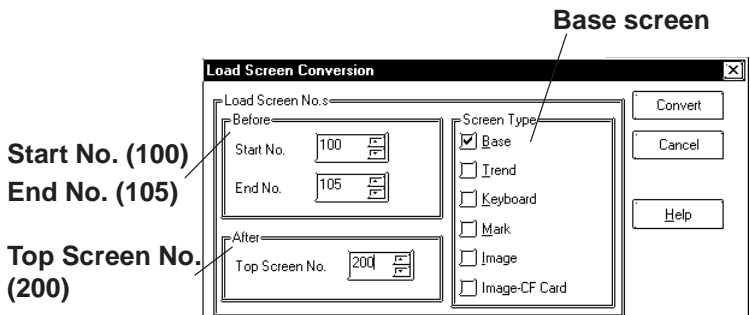 Base screen
Load Screen Conversion
Load Screen No.s
Before
Start No. 100
End No. 105
After
Top Screen No. 200
Screen Type
Base
Trend
Keyboard
Mark
Image
Image-CF Card
Convert
Cancel
Help
Start No. (100)
End No. (105)
Top Screen No.
(200)